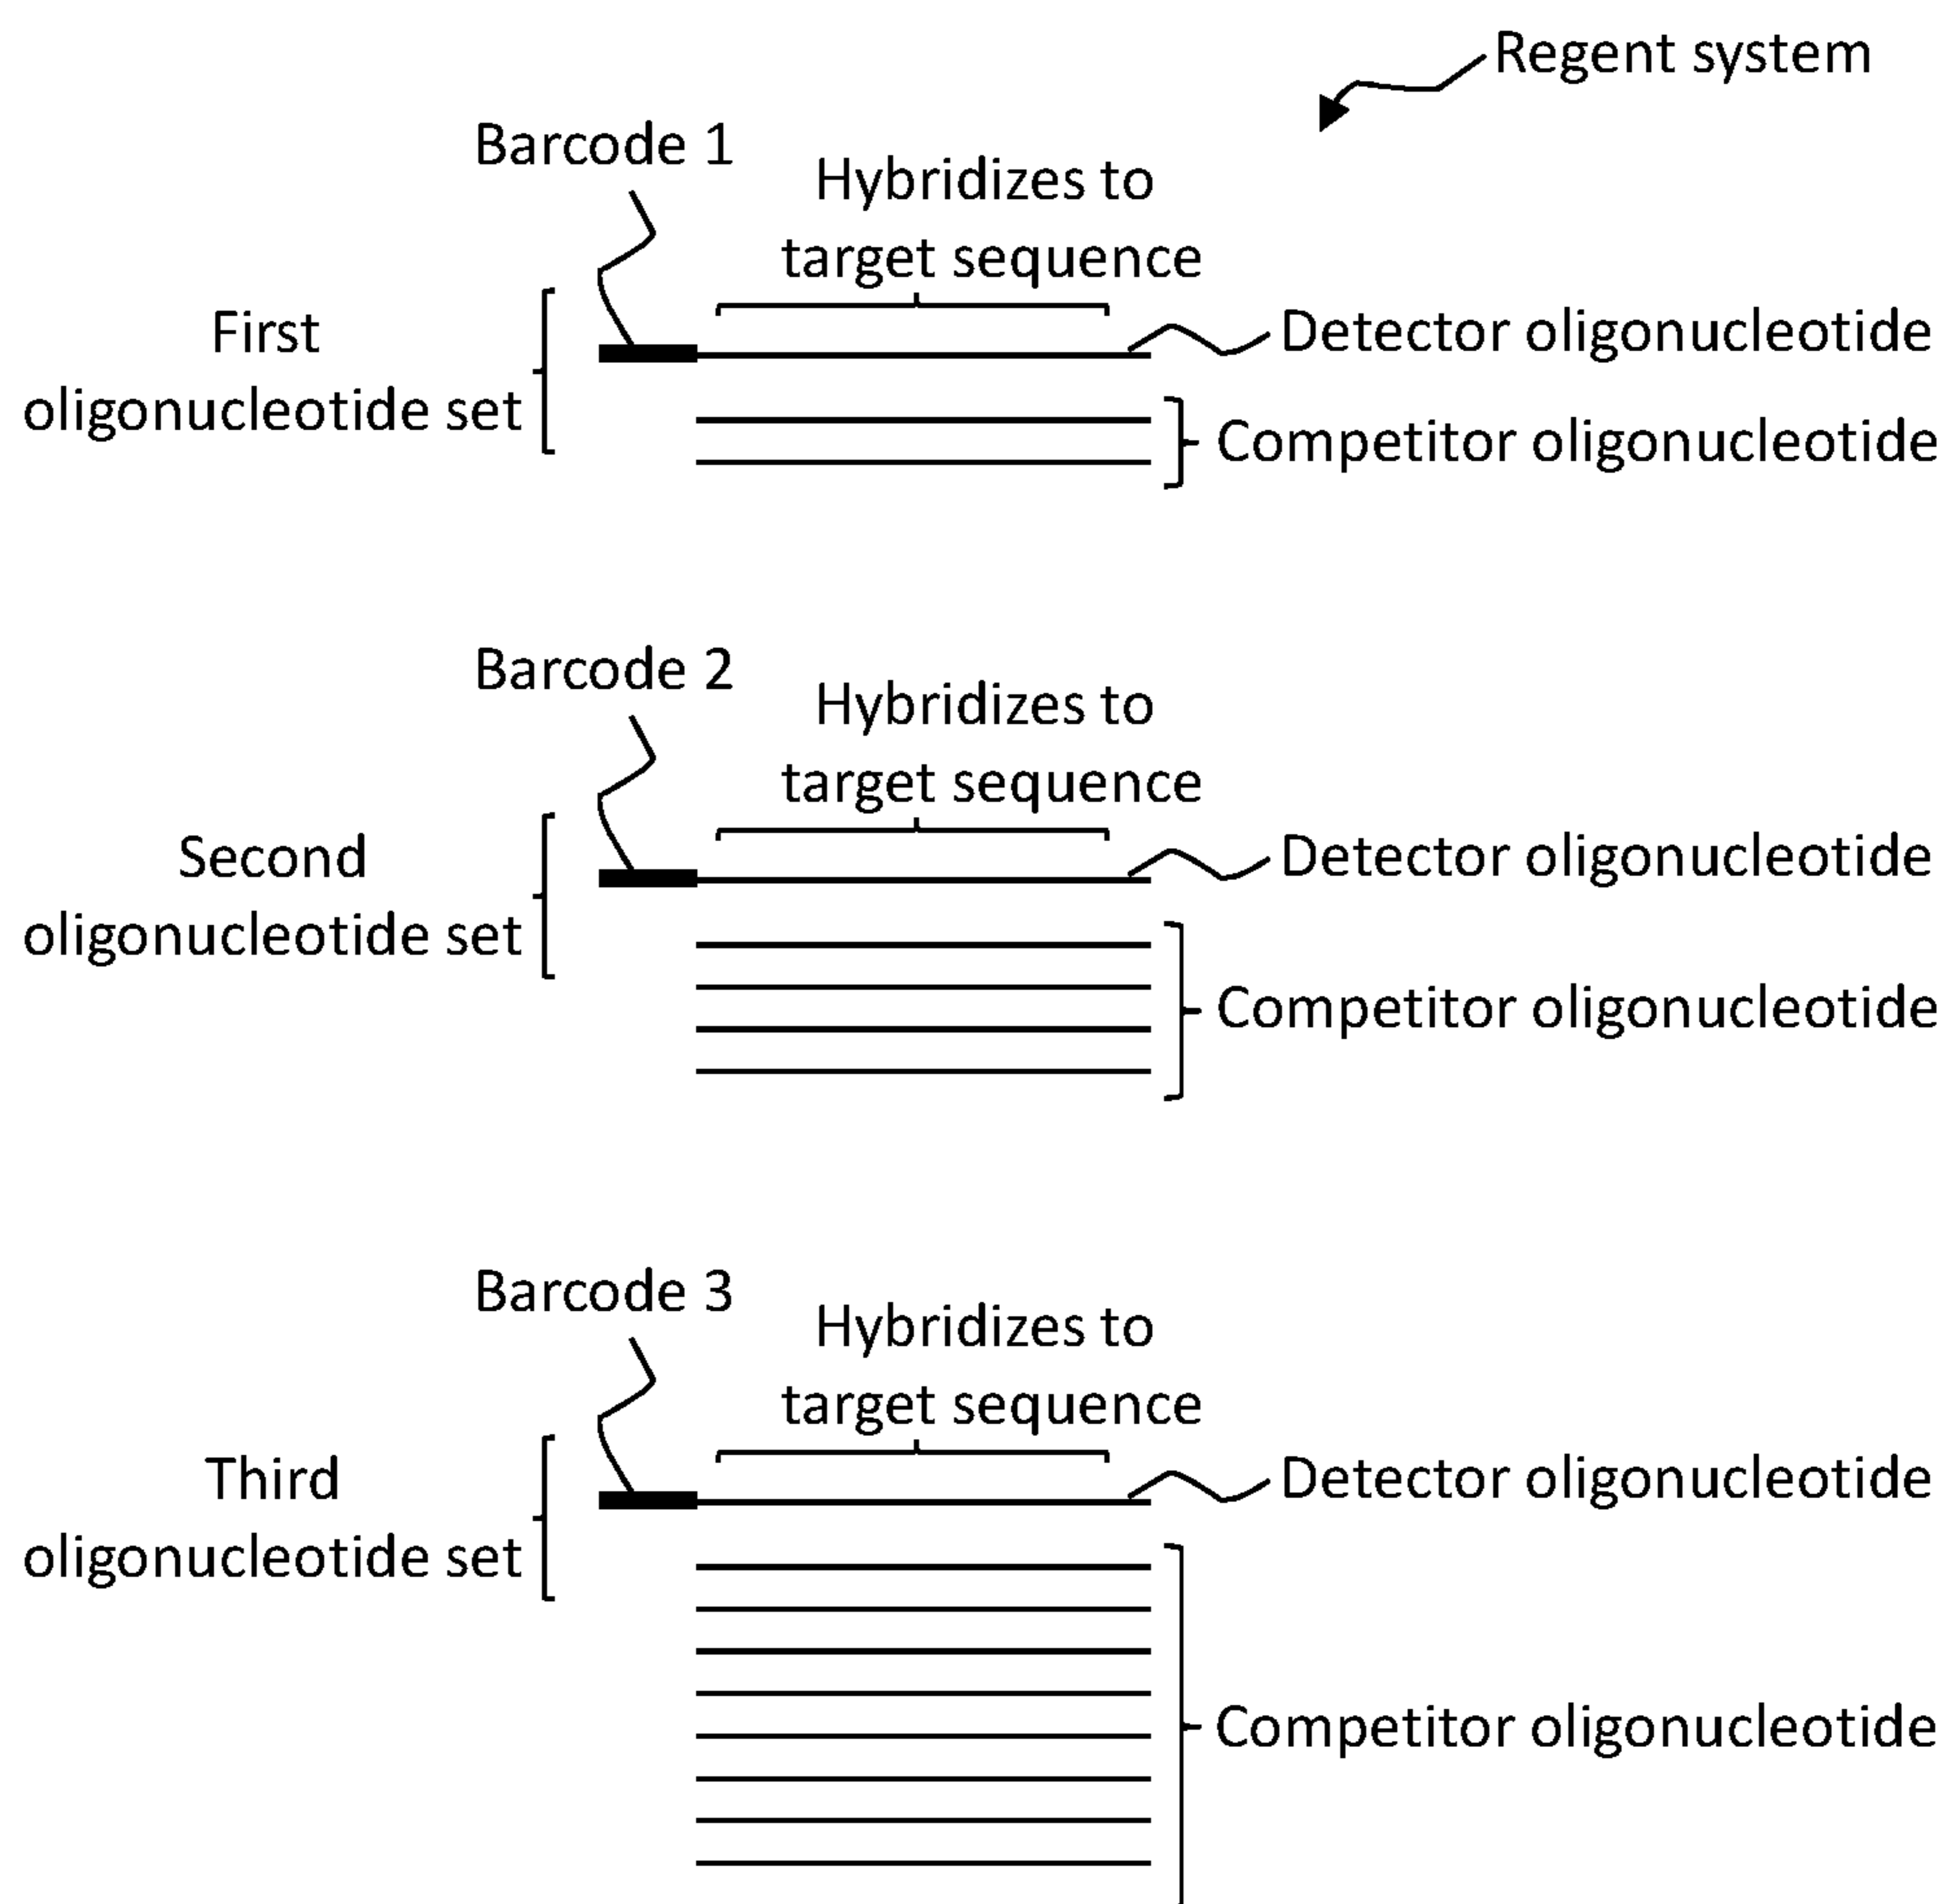 Regent system
Barcode 1
Hybridizes to
target sequence
First
oligonucleotide set
Detector oligonucleotide
Competitor oligonucleotide
Barcode 2
Hybridizes to
target sequence
Second
oligonucleotide set
Detector oligonucleotide
Competitor oligonucleotide
Barcode 3
Hybridizes to
target sequence
Third
oligonucleotide set
Detector oligonucleotide
Competitor oligonucleotide